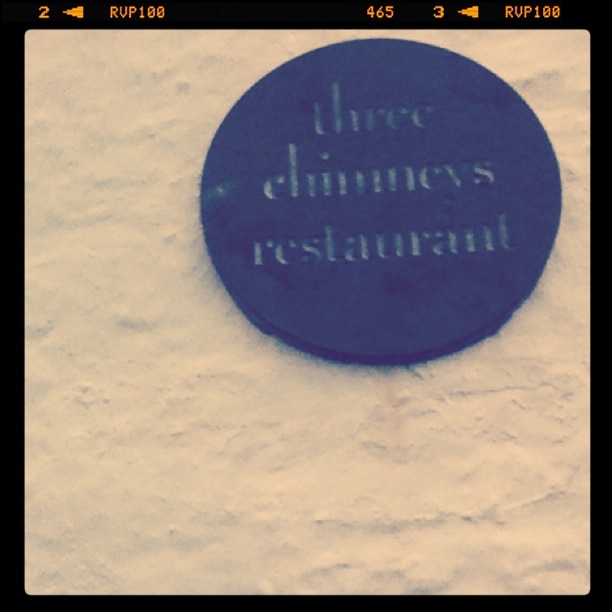 2 RVP100 465 3 RVP100
three
chimneys
restaurant